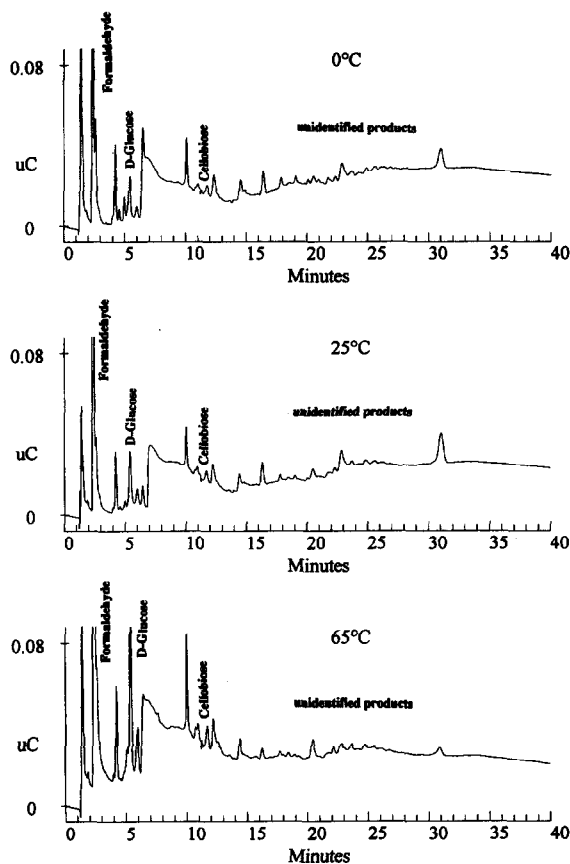 0.08
uC
0
Formaldehyde
D-Glucose
Cellobiose
0°C
unidentified products
0 5 10 15 20 25 30 35 40
Minutes
0.08
uC
0
Formaldehyde
D-Glucose
Cellobiose
25°C
unidentified products
0 5 10 15 20 25 30 35 40
Minutes
0.08
uC
0
Formaldehyde
D-Glucose
Cellobiose
65°C
unidentified products
0 5 10 15 20 25 30 35 40
Minutes